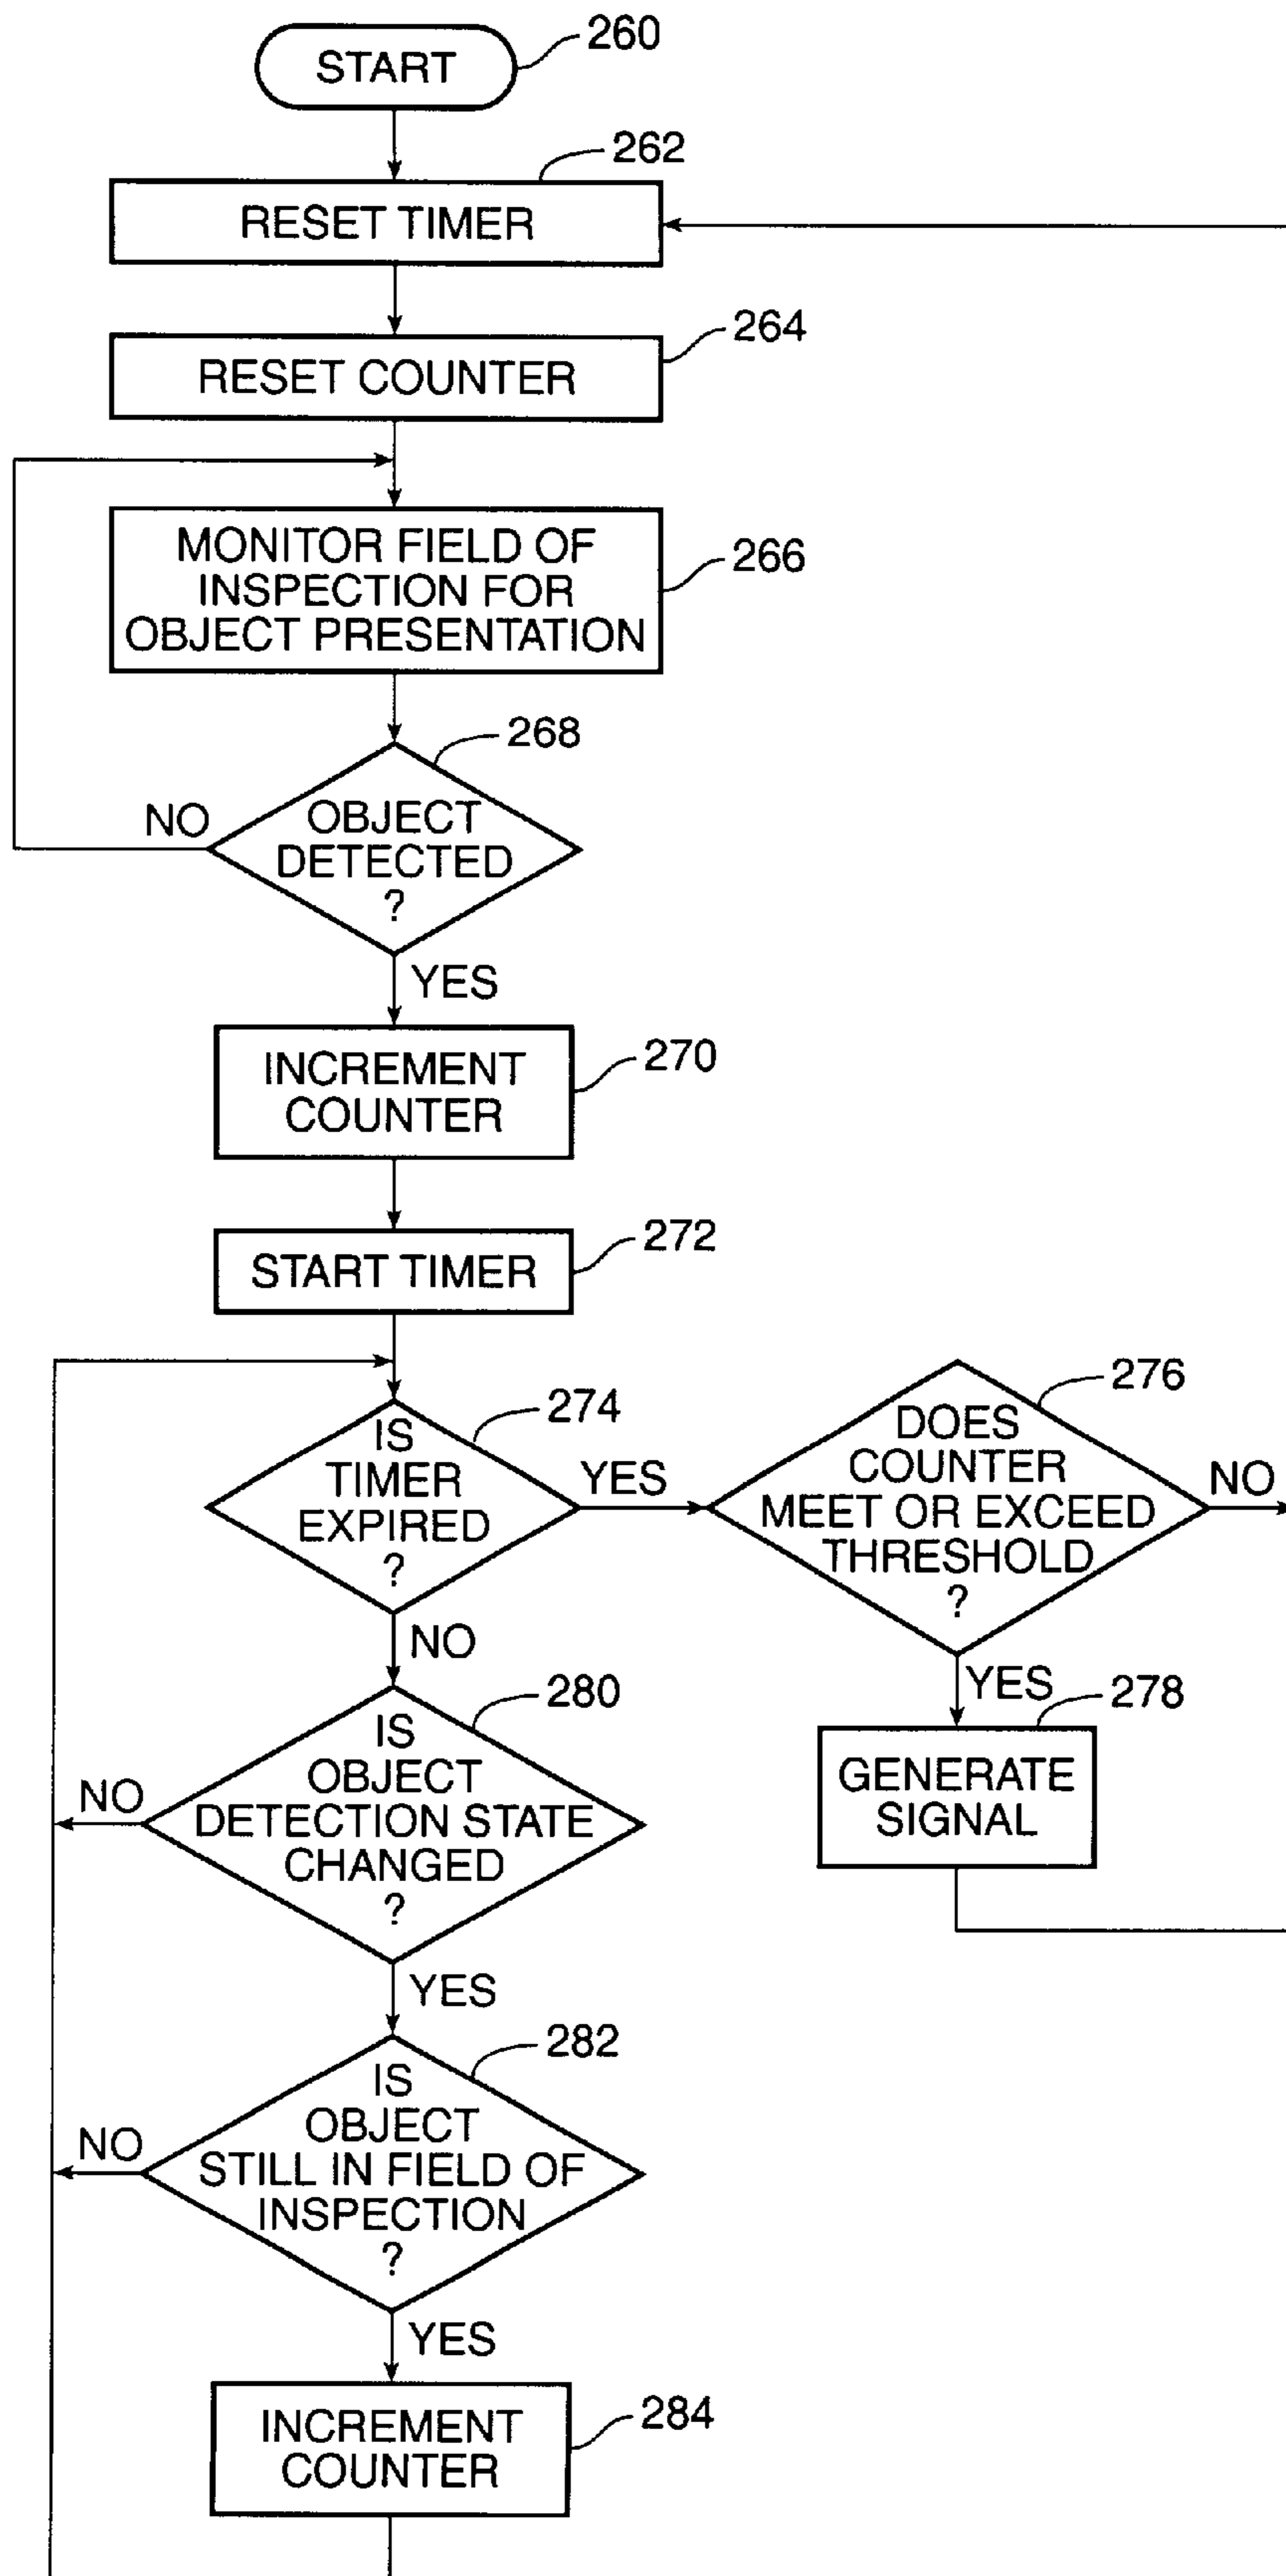 START
260
262
RESET TIMER
264
RESET COUNTER
MONITOR FIELD OF
INSPECTION FOR
OBJECT PRESENTATION
266
268
NO
OBJECT
DETECTED
?
YES
INCREMENT
COUNTER
270
START TIMER
272
IS
TIMER
EXPIRED
?
274
YES
DOES
COUNTER
MEET OR EXCEED
THRESHOLD
?
276
NO
YES
278
GENERATE
SIGNAL
NO
280
IS
OBJECT
DETECTION STATE
CHANGED
?
NO
YES
282
IS
OBJECT
STILL IN FIELD OF
INSPECTION
?
NO
YES
INCREMENT
COUNTER
284